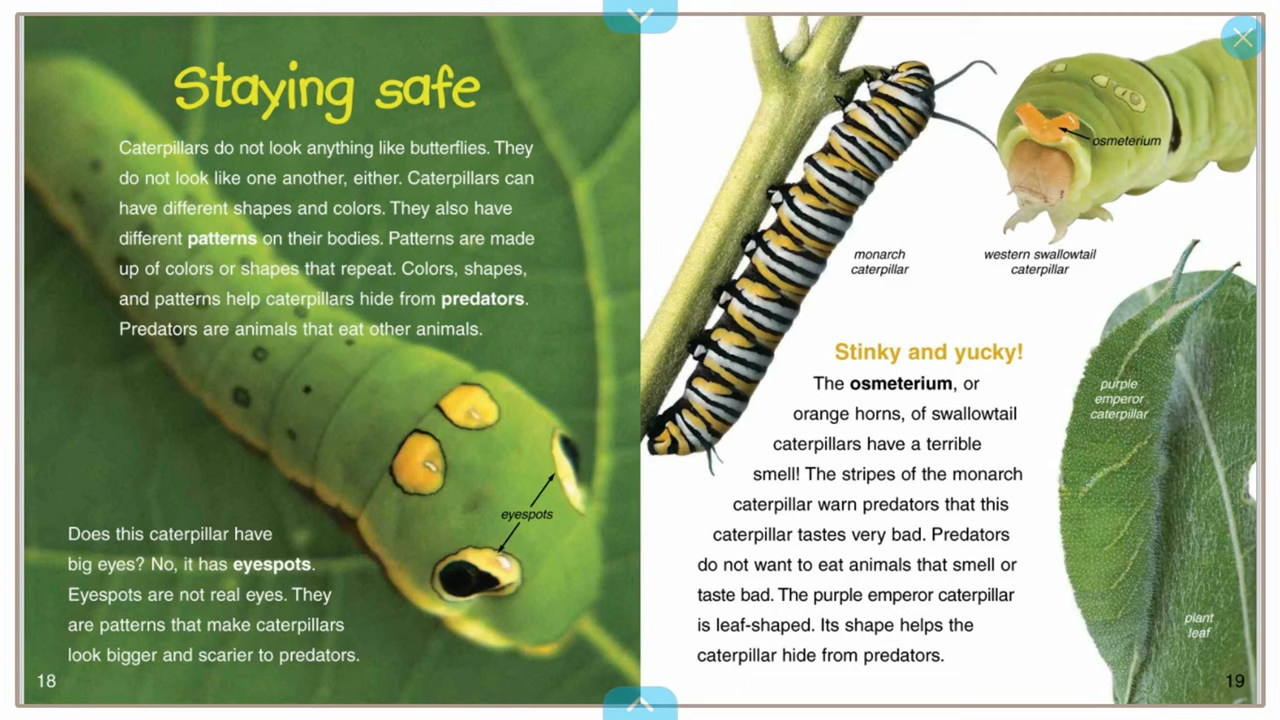 Staying safe
Caterpillars do not look anything like butterflies. They
do not look like one another, either. Caterpillars can
have different shapes and colors. They also have
different patterns on their bodies. Patterns are made
up of colors or shapes that repeat. Colors, shapes,
and patterns help caterpillars hide from predators.
Predators are animals that eat other animals.
eyespots
Does this caterpillar have
big eyes? No, it has eyespots.
Eyespots are not real eyes. They
are patterns that make caterpillars
look bigger and scarier to predators.
18
osmeterium
monarch
caterpillar
western swallowtail
caterpillar
Stinky and yucky!
The osmeterium, or
orange horns, of swallowtail
caterpillars have a terrible
smell! The stripes of the monarch
caterpillar warn predators that this
caterpillar tastes very bad. Predators
do not want to eat animals that smell or
taste bad. The purple emperor caterpillar
is leaf-shaped. Its shape helps the
caterpillar hide from predators.
purple
emperor
caterpillar
plant
leaf
19